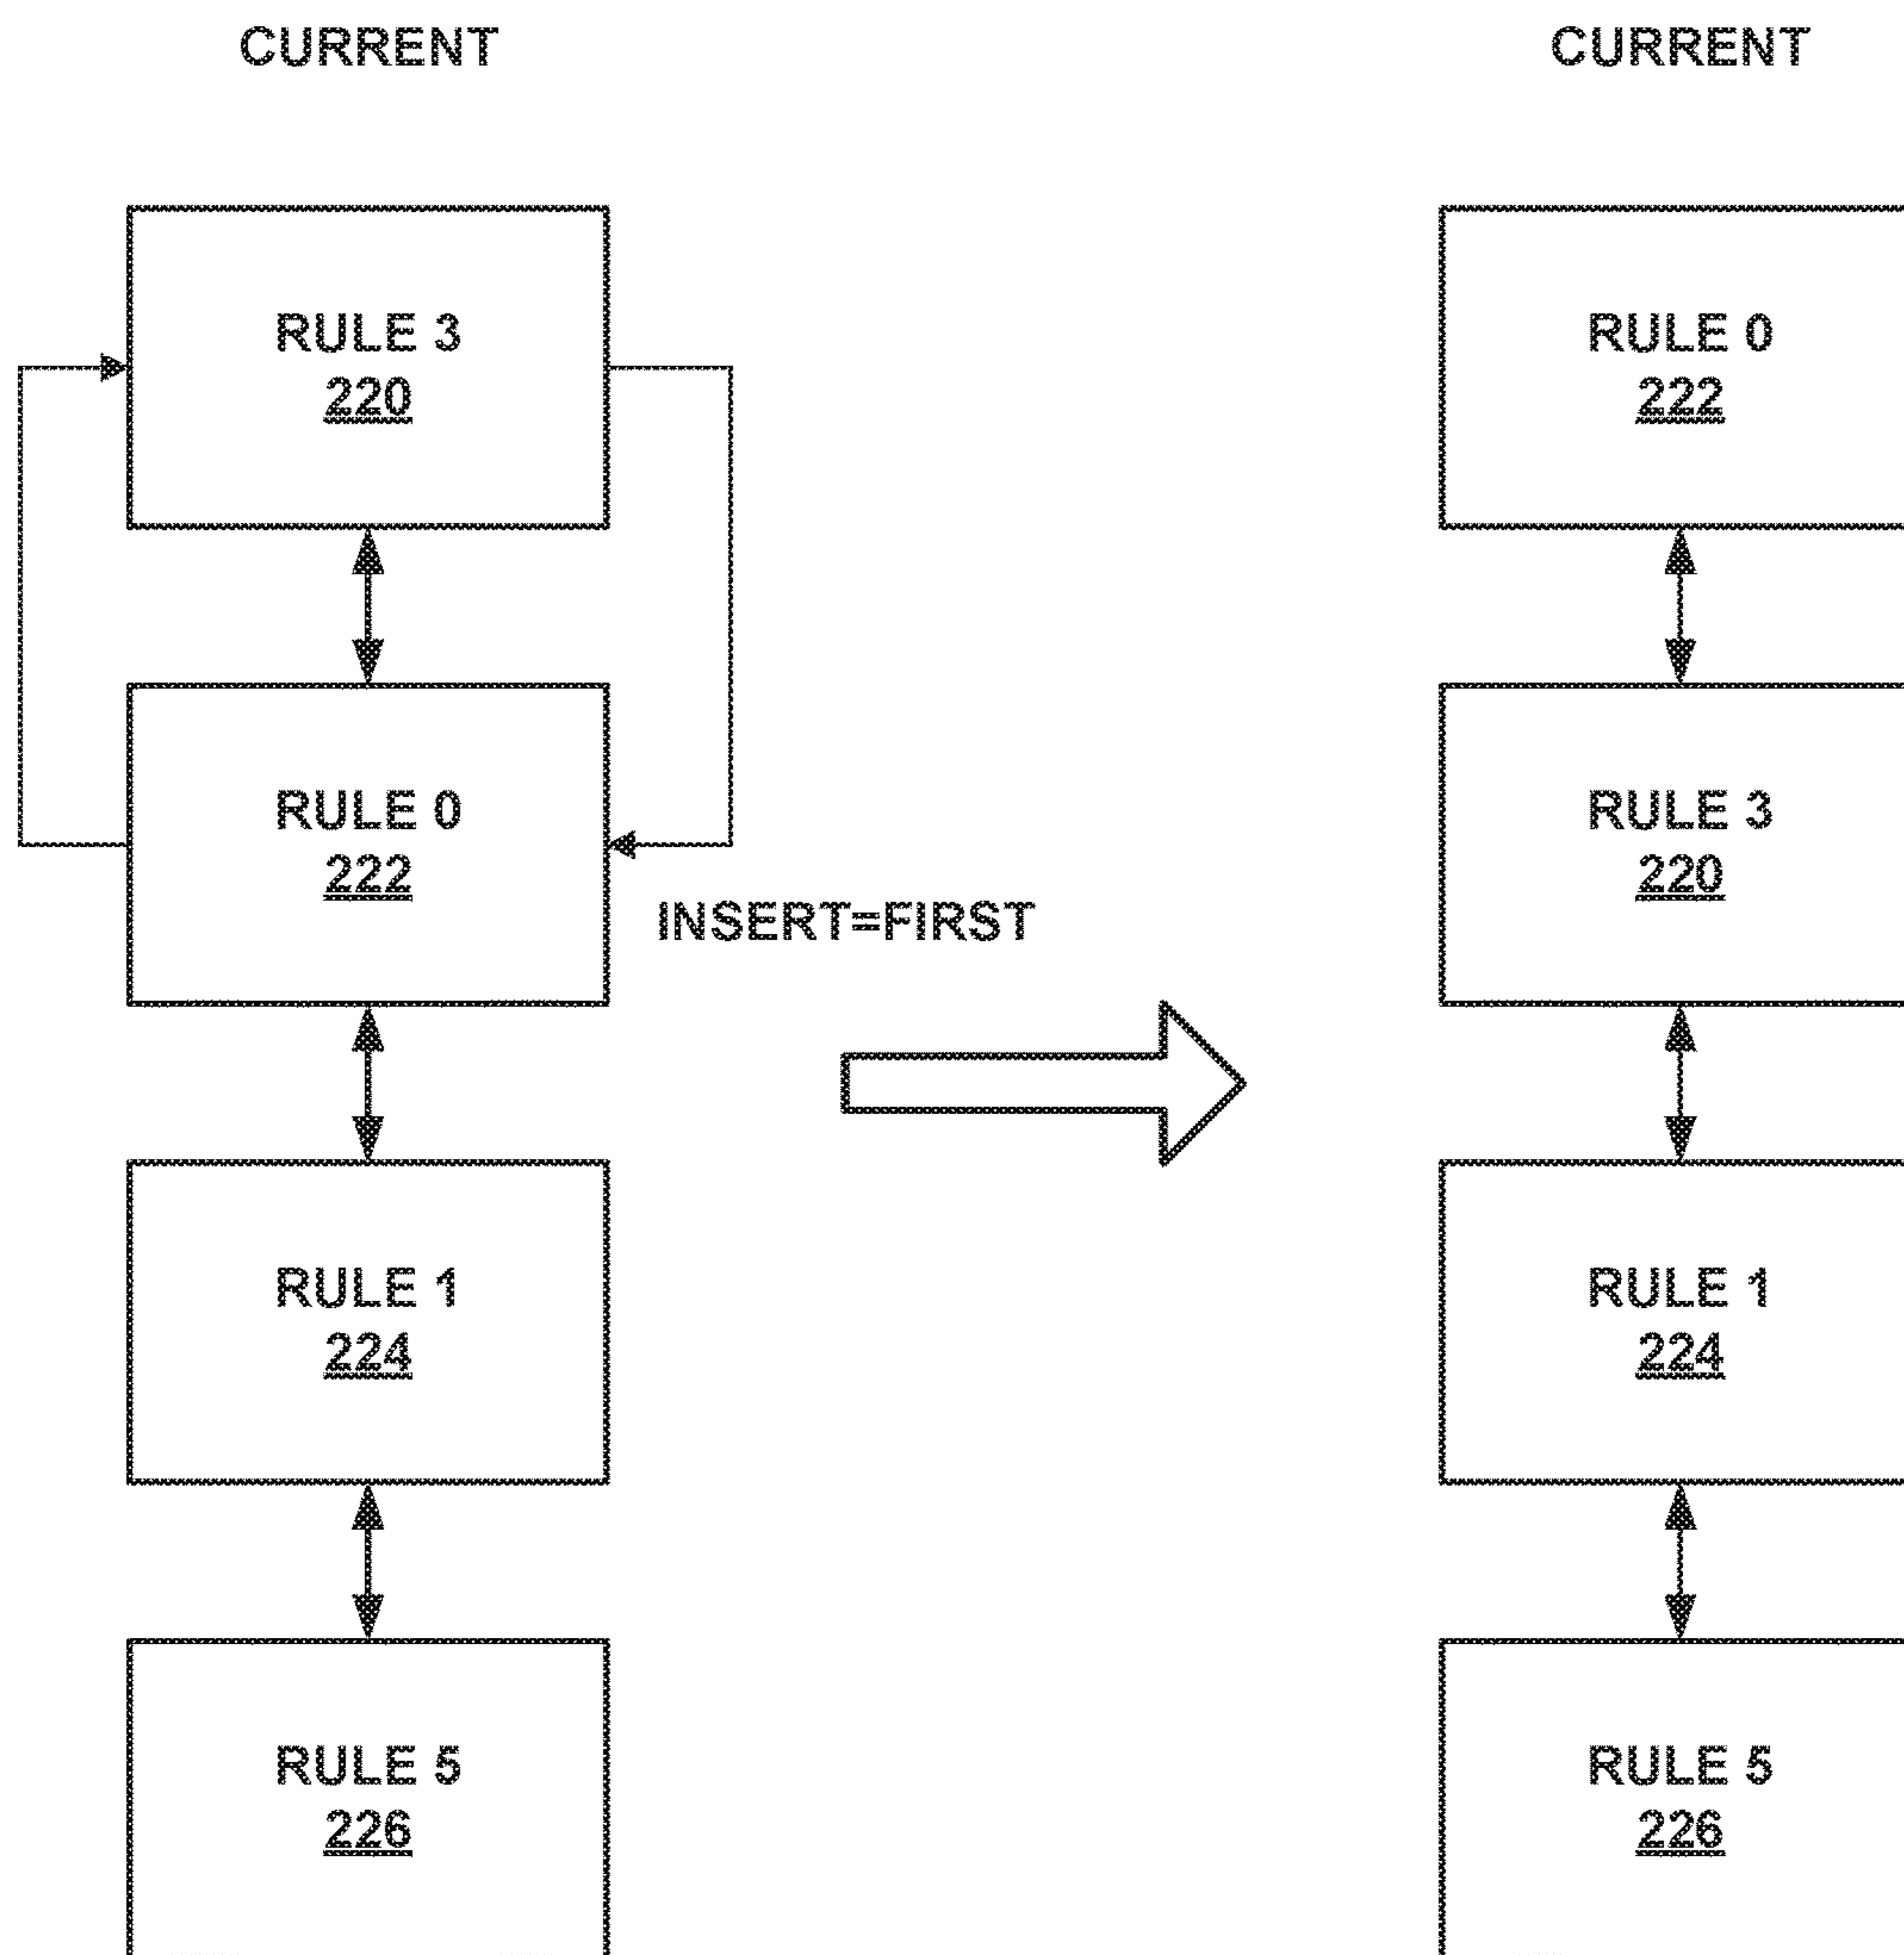 CURRENT
RULE 3
220
RULE 0
222
INSERT=FIRST
RULE 1
224
RULE 5
226
CURRENT
RULE 0
222
RULE 3
220
RULE 1
224
RULE 5
226